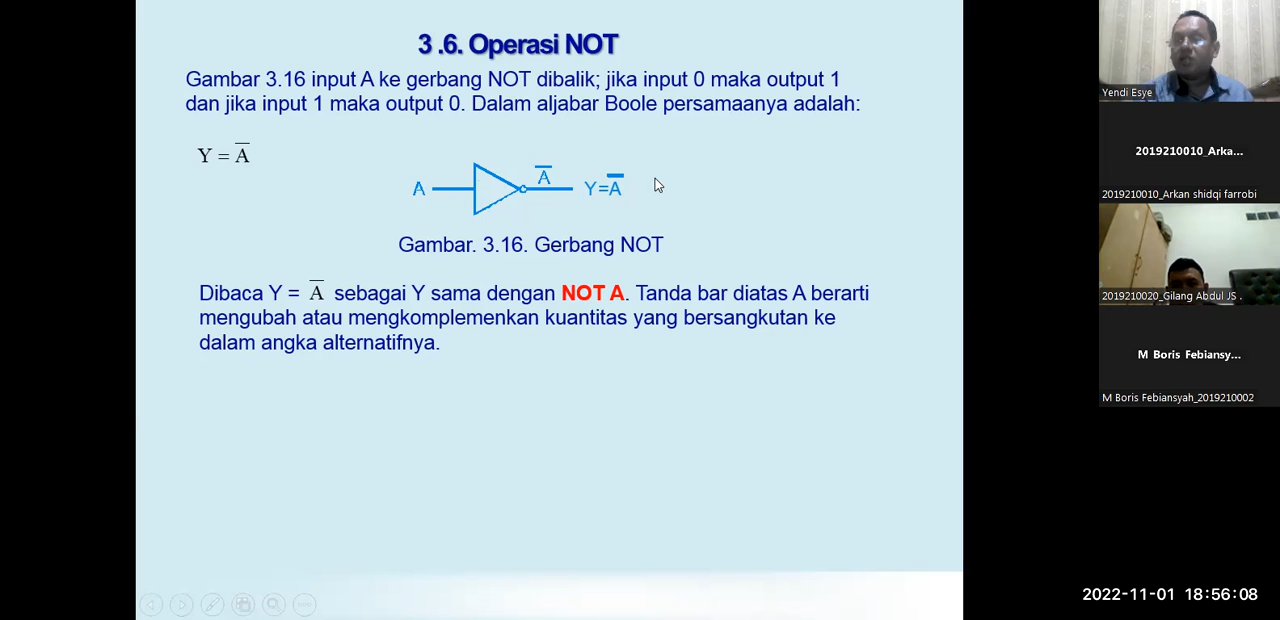 3 .6. Operasi NOT
Gambar 3.16 input A ke gerbang NOT dibalik; jika input 0 maka output 1
dan jika input 1 maka output 0. Dalam aljabar Boole persamaanya adalah:
Y = A̅
A
A̅
Y=A̅
Gambar. 3.16. Gerbang NOT
Dibaca Y = A̅ sebagai Y sama dengan NOT A. Tanda bar diatas A berarti
mengubah atau mengkomplemenkan kuantitas yang bersangkutan ke
dalam angka alternatifnya.
Yendi Esye
2019210010_Arka...
2019210010_Arkan shidqi farrobi
2019210020_Gilang Abdul JS .
M Boris Febiansy...
M Boris Febiansyah_2019210002
2022-11-01 18:56:08